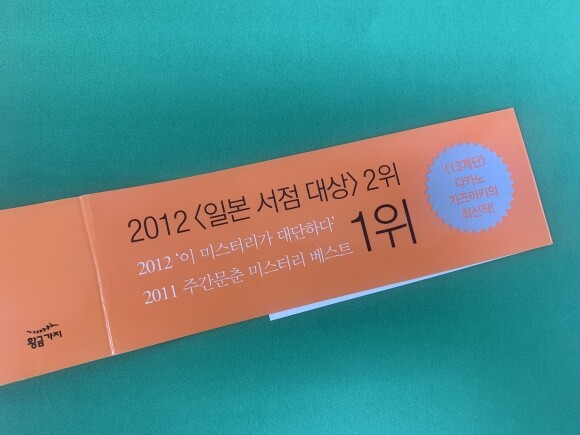 2012 〈일본 서점 대상〉 2위
2012 '이 미스터리가 대단하다'
2011 주간문춘 미스터리 베스트
1위
〈13계단〉
다카노
가즈아키의
최신작!
황금가지